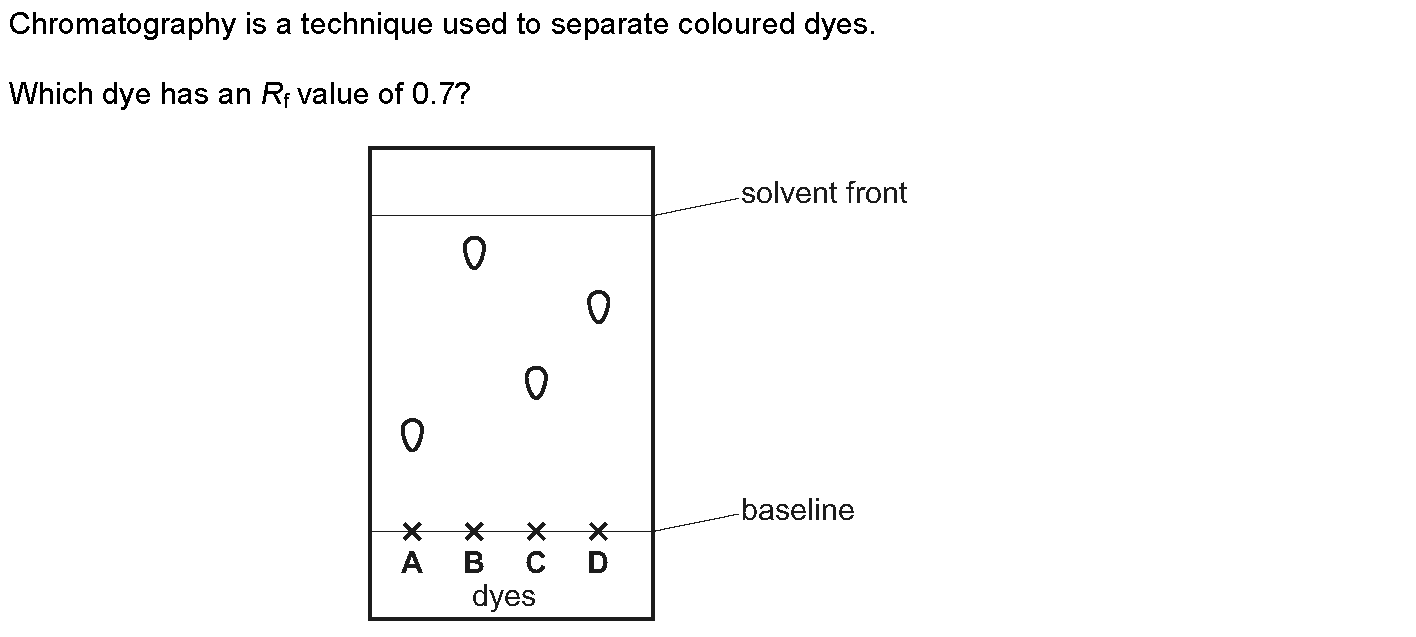 Chromatography is a technique used to separate coloured dyes.
Which dye has an Rf value of 0.7?
solvent front
baseline
A B C D
dyes